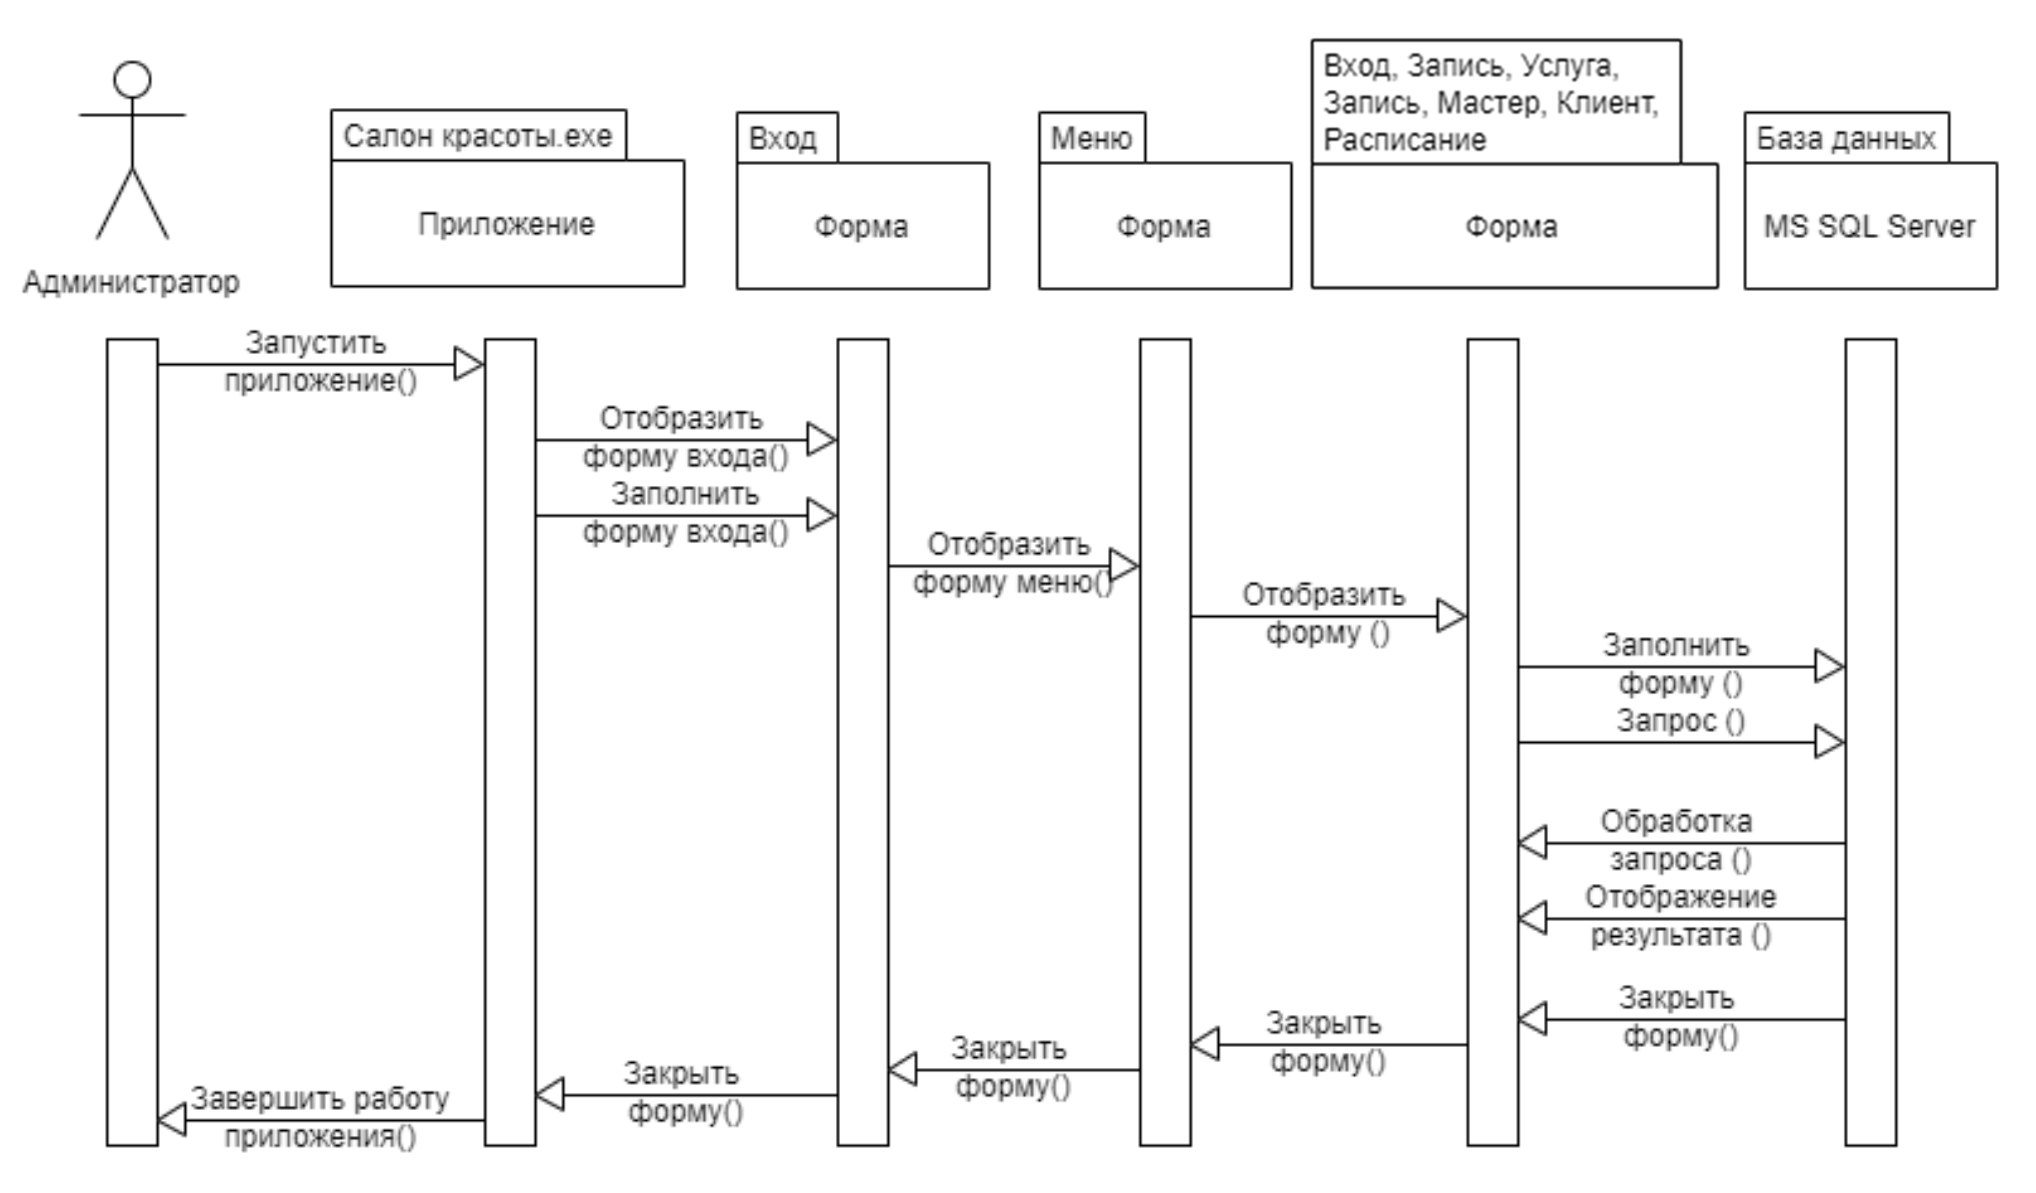 Вход, Запись, Услуга,
Запись, Мастер, Клиент,
Расписание
Салон красоты.exe
Вход
Меню
База данных
Приложение
Форма
Форма
Форма
MS SQL Server
Администратор
Запустить
приложение()
Отобразить
форму входа()
Заполнить
форму входа()
Отобразить
форму меню()
Отобразить
форму ()
Заполнить
форму ()
Запрос ()
Обработка
запроса ()
Отображение
результата ()
Закрыть
форму()
Закрыть
форму()
Закрыть
форму()
Закрыть
форму()
Завершить работу
приложения()